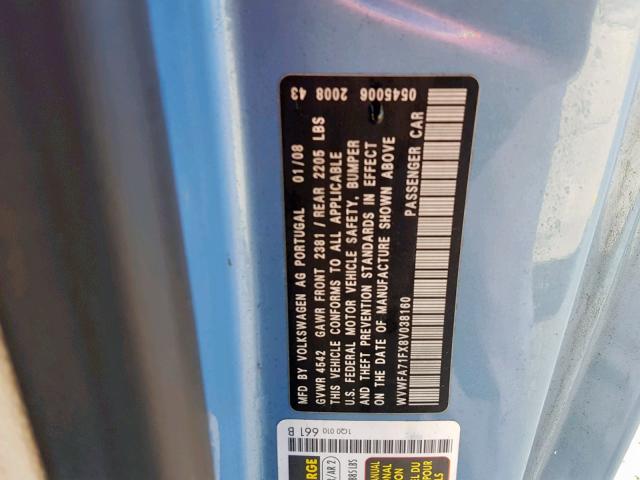 2008 43 0545006
MFD BY VOLKSWAGEN AG PORTUGAL 01/08
GVWR 4542 GAWR FRONT 2381/REAR 2205 LBS
THIS VEHICLE CONFORMS TO ALL APPLICABLE
U.S. FEDERAL MOTOR VEHICLE SAFETY, BUMPER
AND THEFT PREVENTION STANDARDS IN EFFECT
ON THE DATE OF MANUFACTURE SHOWN ABOVE
WVWFA71FX8V038160 PASSENGER CAR
1Q0 010 661 B
885 LBS